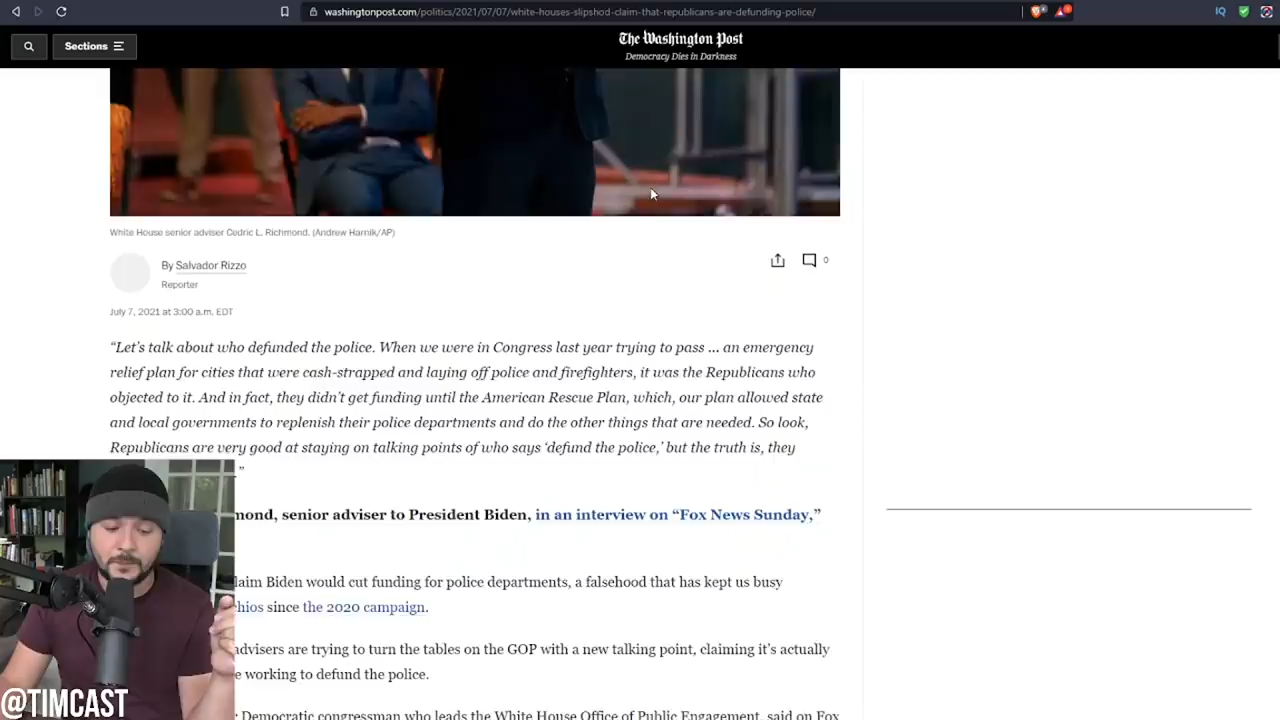 washingtonpost.com/politics/2021/07/07/white-houses-slipshod-claim-that-republicans-are-defunding-police/
IQ
Sections
The Washington Post
Democracy Dies in Darkness
White House senior adviser Cedric L. Richmond. (Andrew Harnik/AP)
By Salvador Rizzo
Reporter
0
July 7, 2021 at 3:00 a.m. EDT
“Let’s talk about who defunded the police. When we were in Congress last year trying to pass ... an emergency
relief plan for cities that were cash-strapped and laying off police and firefighters, it was the Republicans who
objected to it. And in fact, they didn’t get funding until the American Rescue Plan, which, our plan allowed state
and local governments to replenish their police departments and do the other things that are needed. So look,
Republicans are very good at staying on talking points of who says ‘defund the police,’ but the truth is, they
.”
mond, senior adviser to President Biden, in an interview on “Fox News Sunday,”
laim Biden would cut funding for police departments, a falsehood that has kept us busy
chios since the 2020 campaign.
advisers are trying to turn the tables on the GOP with a new talking point, claiming it’s actually
e working to defund the police.
r Democratic congressman who leads the White House Office of Public Engagement, said on Fox
@TIMCAST